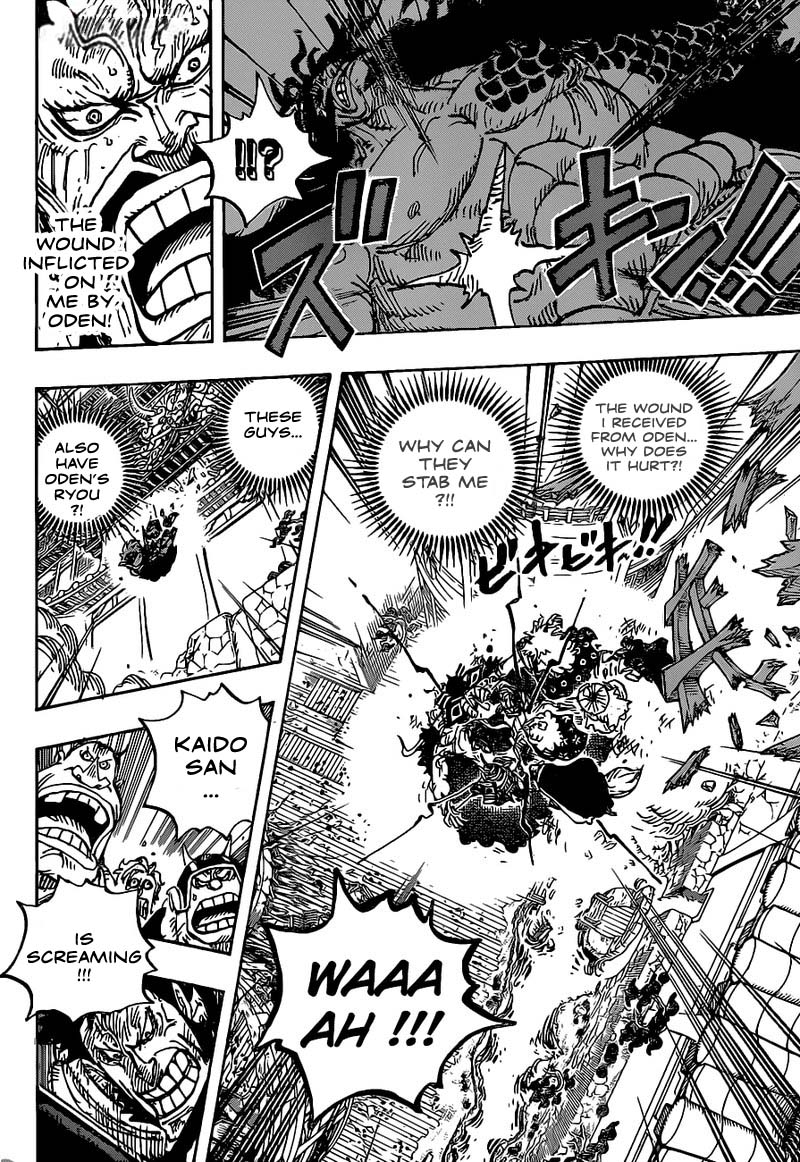 !!?
ズキン!!!
THE
WOUND
INFLICTED
ON
ME BY
ODEN!
THE WOUND
I RECEIVED
FROM ODEN...
WHY DOES
IT HURT?!
WHY CAN
THEY
STAB ME
?!!
ビキビキ!!
WAAA
AH !!!
THESE
GUYS...
ALSO
HAVE
ODEN'S
RYOU
?!
KAIDO
SAN
...
IS
SCREAMING
!!!